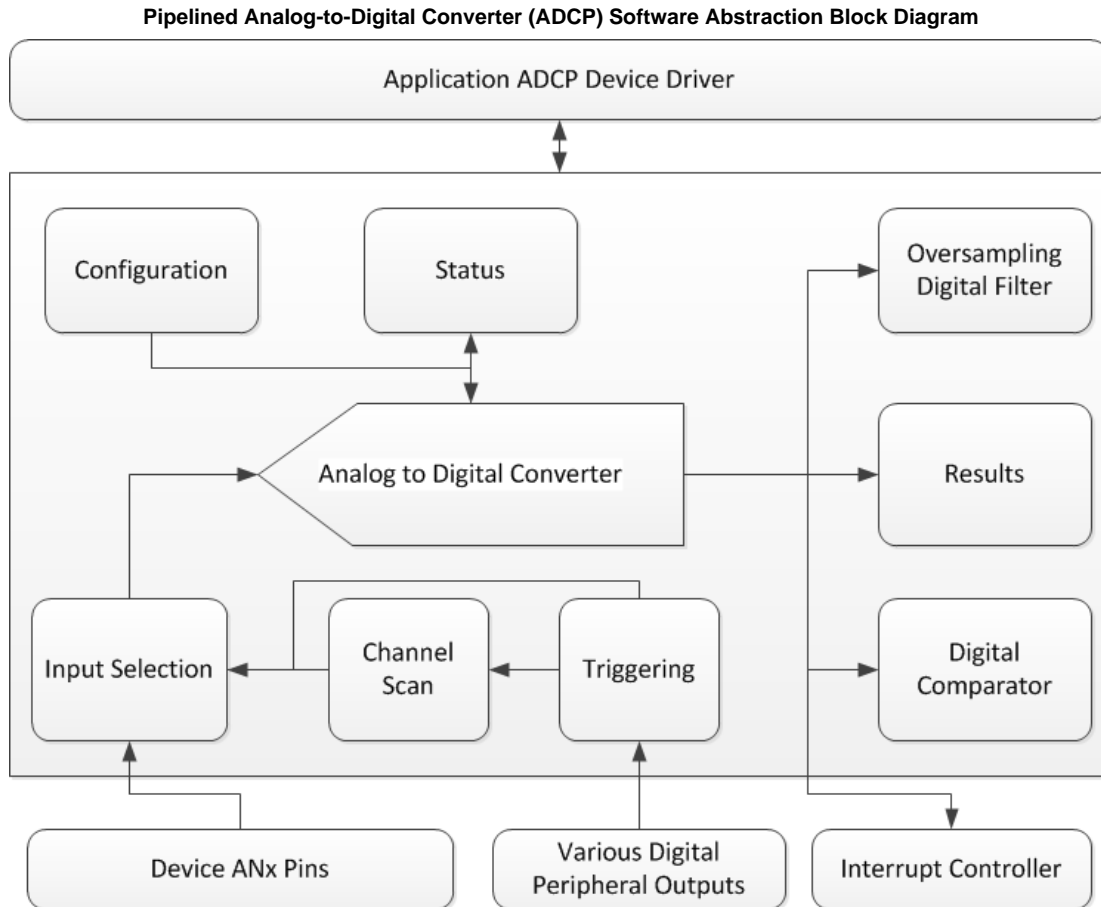 Pipelined Analog-to-Digital Converter (ADCP) Software Abstraction Block Diagram
Application ADCP Device Driver
Configuration
Status
Oversampling
Digital Filter
Analog to Digital Converter
Results
Input Selection
Channel
Scan
Triggering
Digital
Comparator
Device ANx Pins
Various Digital
Peripheral Outputs
Interrupt Controller